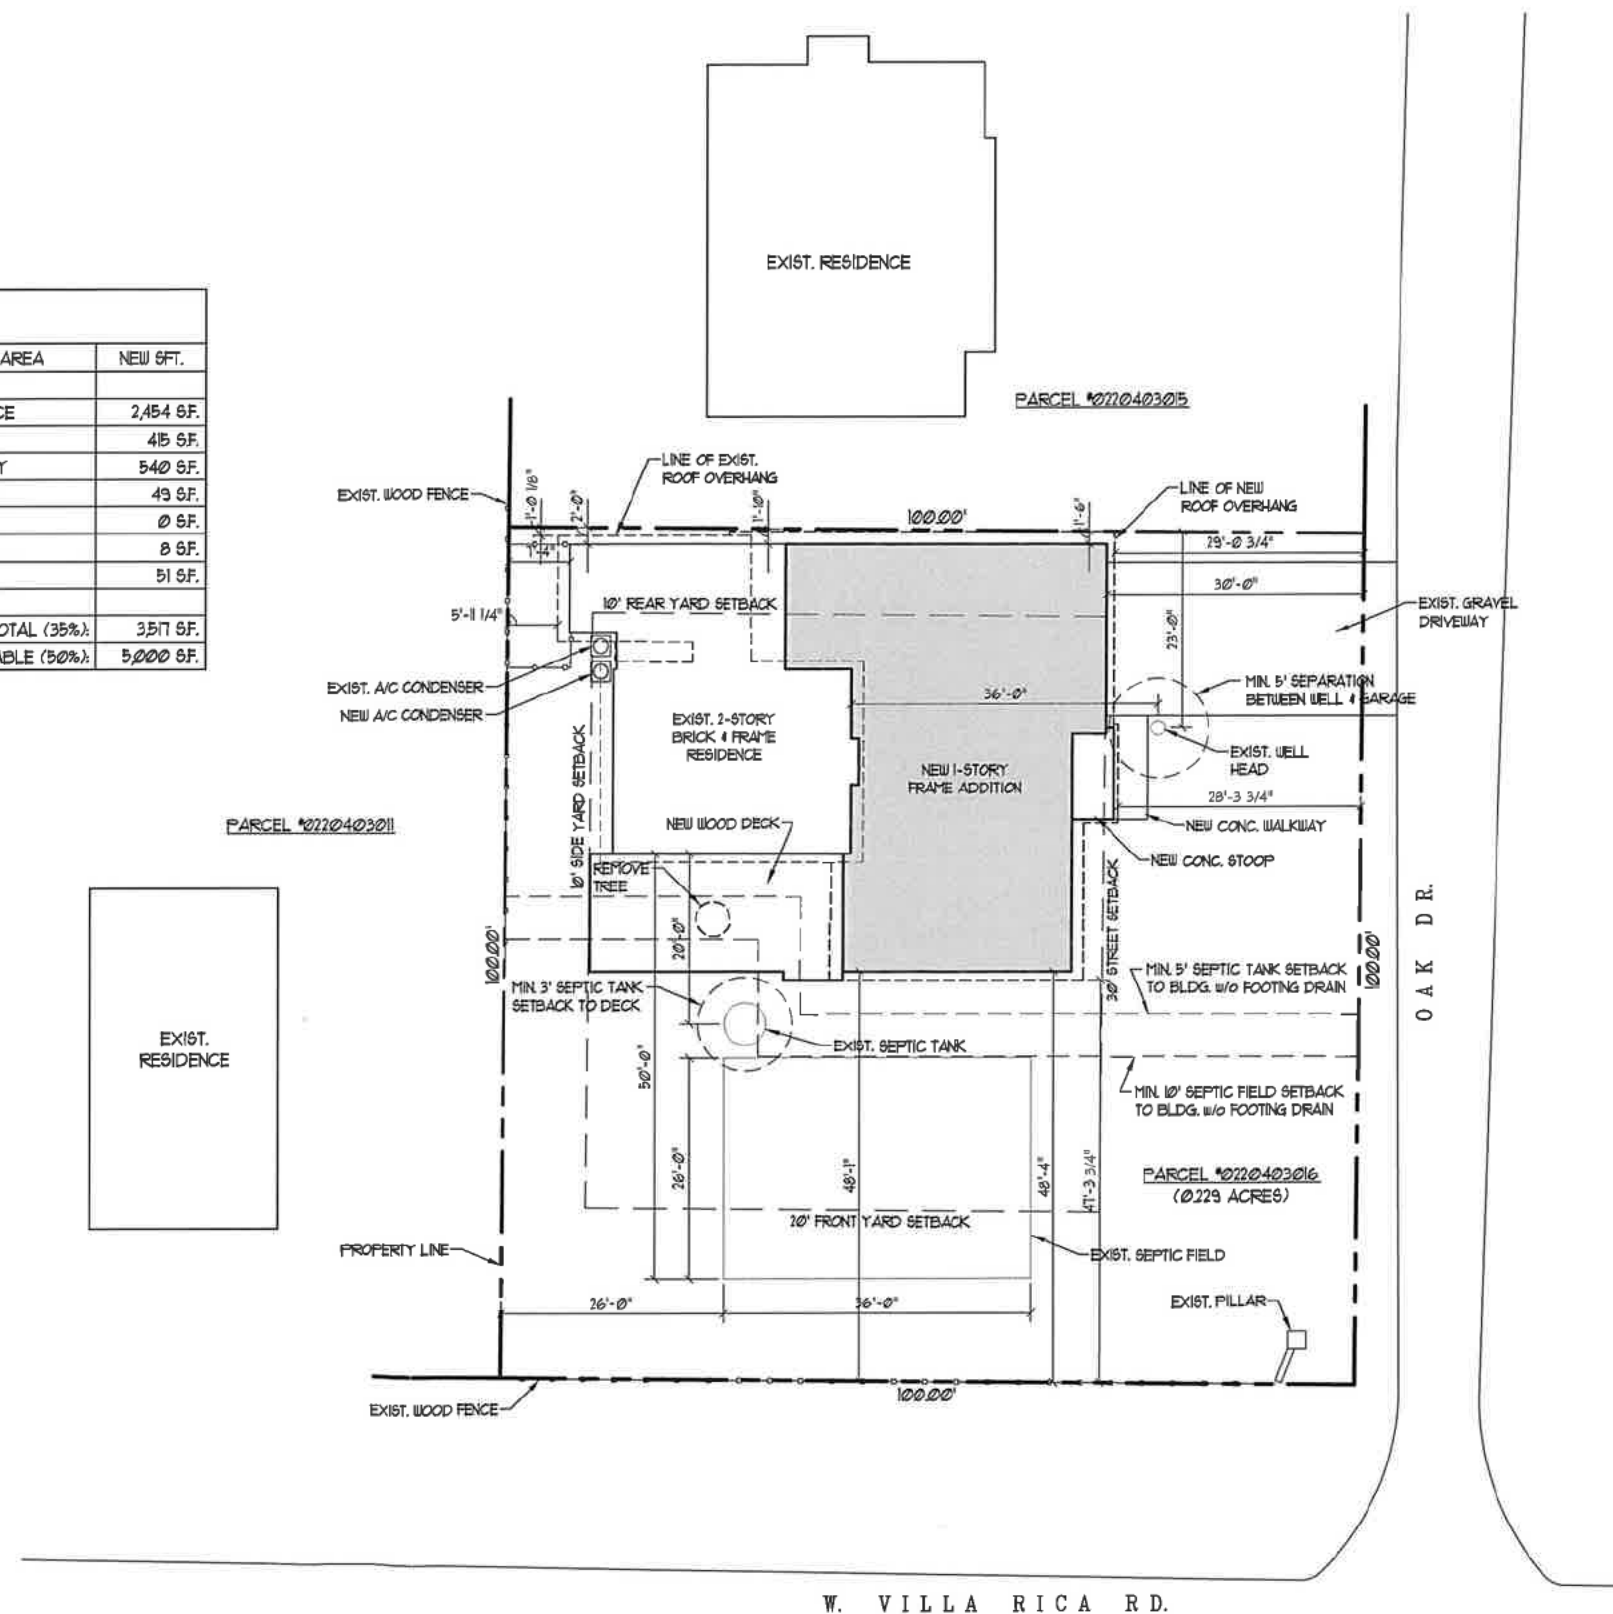 EXIST. RESIDENCE
AREA NEW SFT.
CE 2,454 SF.
415 SF.
Y 540 SF.
49 SF.
0 SF.
8 SF.
51 SF.
OTAL (35%): 3,517 SF.
ABLE (50%): 5,000 SF.
PARCEL #0220403015
LINE OF EXIST.
ROOF OVERHANG
EXIST. WOOD FENCE
1'-0 1/8"
2'-0"
1'-10"
1'-6"
100.00'
LINE OF NEW
ROOF OVERHANG
29'-0 3/4"
30'-0"
23'-0"
EXIST. GRAVEL
DRIVEWAY
5'-11 1/4"
10' REAR YARD SETBACK
EXIST. A/C CONDENSER
NEW A/C CONDENSER
36'-0"
MIN. 5' SEPARATION
BETWEEN WELL & GARAGE
EXIST. 2-STORY
BRICK & FRAME
RESIDENCE
NEW 1-STORY
FRAME ADDITION
EXIST. WELL
HEAD
28'-3 3/4"
10' SIDE YARD SETBACK
PARCEL #0220403011
NEW WOOD DECK
NEW CONC. WALKWAY
NEW CONC. STOOP
REMOVE
TREE
20'-0"
30' STREET SETBACK
OAK DR.
100.00'
100.00'
MIN. 5' SEPTIC TANK SETBACK
TO BLDG. w/o FOOTING DRAIN
MIN. 3' SEPTIC TANK
SETBACK TO DECK
EXIST.
RESIDENCE
EXIST. SEPTIC TANK
50'-0"
MIN. 10' SEPTIC FIELD SETBACK
TO BLDG. w/o FOOTING DRAIN
26'-0"
48'-1"
48'-4"
47'-3 3/4"
PARCEL #0220403016
(0.229 ACRES)
20' FRONT YARD SETBACK
PROPERTY LINE
EXIST. SEPTIC FIELD
26'-0"
36'-0"
EXIST. PILLAR
100.00'
EXIST. WOOD FENCE
W. VILLA RICA RD.